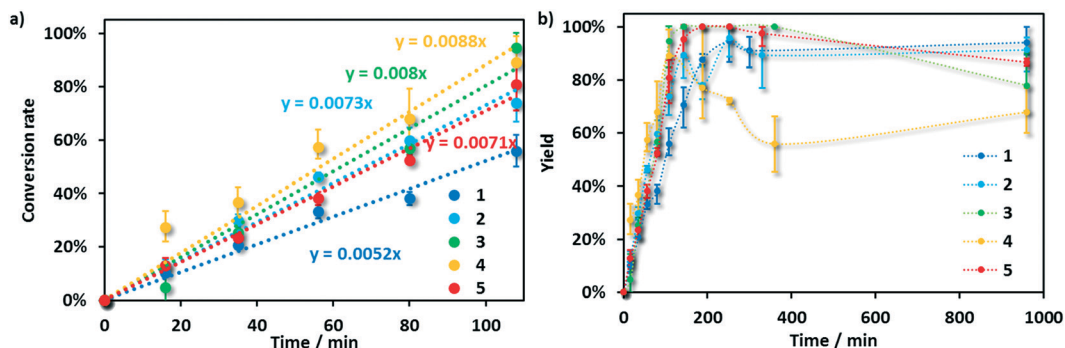 a)
Conversion rate
100%
80%
60%
40%
20%
0%
y = 0.0088x
y = 0.008x
y = 0.0073x
y = 0.0071x
y = 0.0052x
1
2
3
4
5
0 20 40 60 80 100
Time / min
b)
Yield
100%
80%
60%
40%
20%
0%
1
2
3
4
5
0 200 400 600 800 1000
Time / min